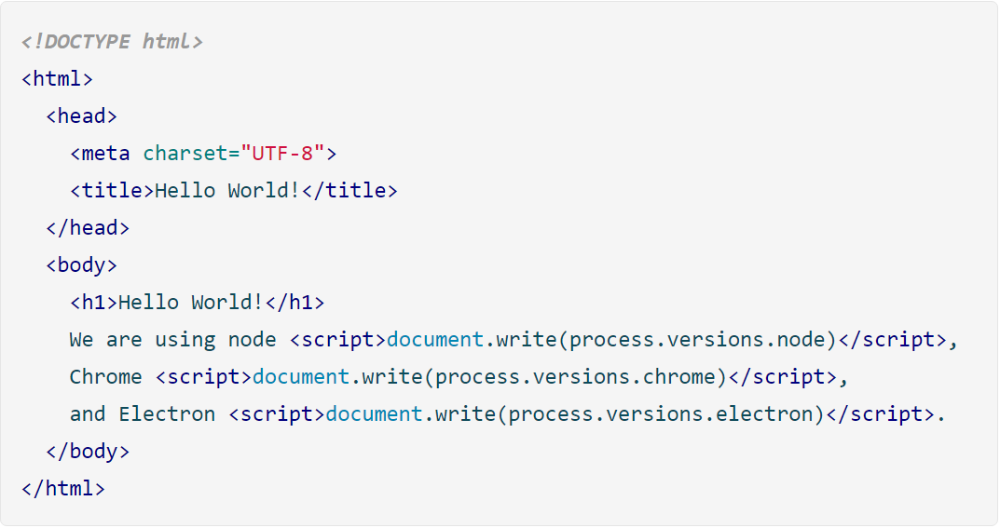 <!DOCTYPE html>
<html>
  <head>
    <meta charset="UTF-8">
    <title>Hello World!</title>
  </head>
  <body>
    <h1>Hello World!</h1>
    We are using node <script>document.write(process.versions.node)</script>,
    Chrome <script>document.write(process.versions.chrome)</script>,
    and Electron <script>document.write(process.versions.electron)</script>.
  </body>
</html>